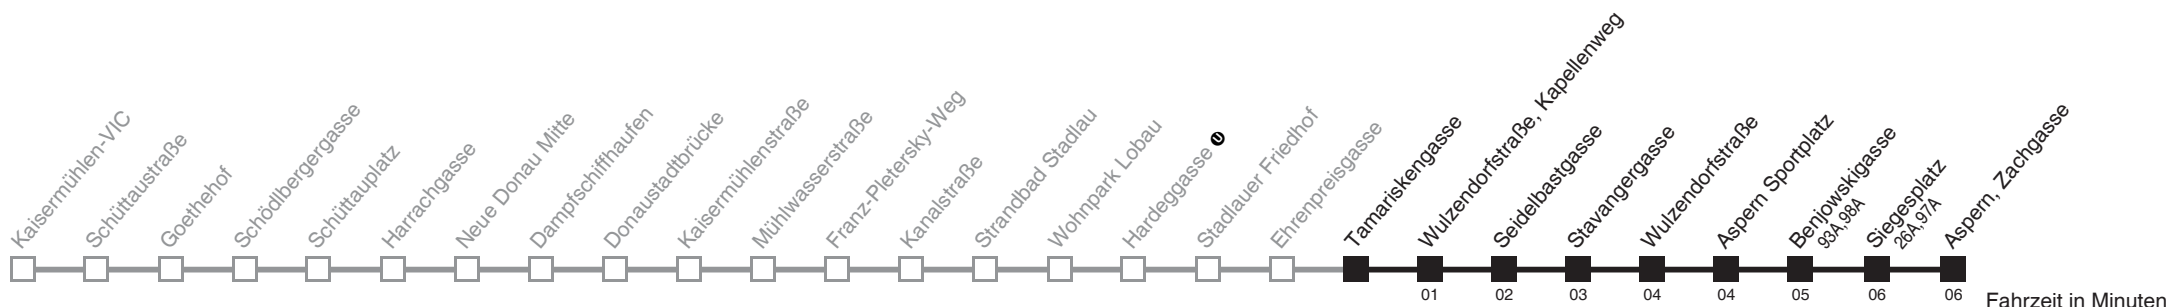 Kaisermühlen-VIC
Schüttaustraße
Goethehof
Schödlbergergasse
Schüttauplatz
Harrachgasse
Neue Donau Mitte
Dampfschiffhaufen
Donaustadtbrücke
Kaisermühlenstraße
Mühlwasserstraße
Franz-Pletersky-Weg
Kanalstraße
Strandbad Stadlau
Wohnpark Lobau
Hardeggasse U
Stadlauer Friedhof
Ehrenpreisgasse
Tamariskengasse
Wulzendorfstraße, Kapellenweg
Seidelbastgasse
Stavangergasse
Wulzendorfstraße
Aspern Sportplatz
Benjowskigasse
93A,98A
Siegesplatz
26A,97A
Aspern, Zachgasse
01 02 03 04 04 05 06 06
Fahrzeit in Minuten